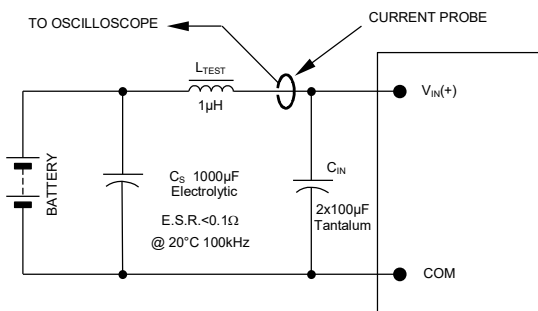 TO OSCILLOSCOPE
CURRENT PROBE
LTEST
1µH
VIN(+)
BATTERY
CS 1000µF
Electrolytic
E.S.R.<0.1Ω
@ 20°C 100kHz
CIN
2x100µF
Tantalum
COM